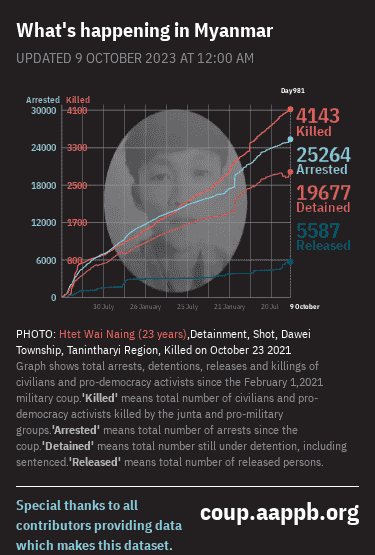 What's happening in Myanmar
UPDATED 9 OCTOBER 2023 AT 12:00 AM
Day981
Arrested Killed
30000 4100
24000 3300
18000 2500
12000 1700
6000 800
0
4143
Killed
25264
Arrested
19677
Detained
5587
Released
30 July 26 January 25 July 21 January 20 Jul 9 October
PHOTO: Htet Wai Naing (23 years),Detainment, Shot, Dawei
Township, Tanintharyi Region, Killed on October 23 2021
Graph shows total arrests, detentions, releases and killings of
civilians and pro-democracy activists since the February 1,2021
military coup.'Killed' means total number of civilians and pro-
democracy activists killed by the junta and pro-military
groups.'Arrested' means total number of arrests since the
coup.'Detained' means total number still under detention, including
sentenced.'Released' means total number of released persons.
Special thanks to all
contributors providing data
which makes this dataset.
coup.aappb.org